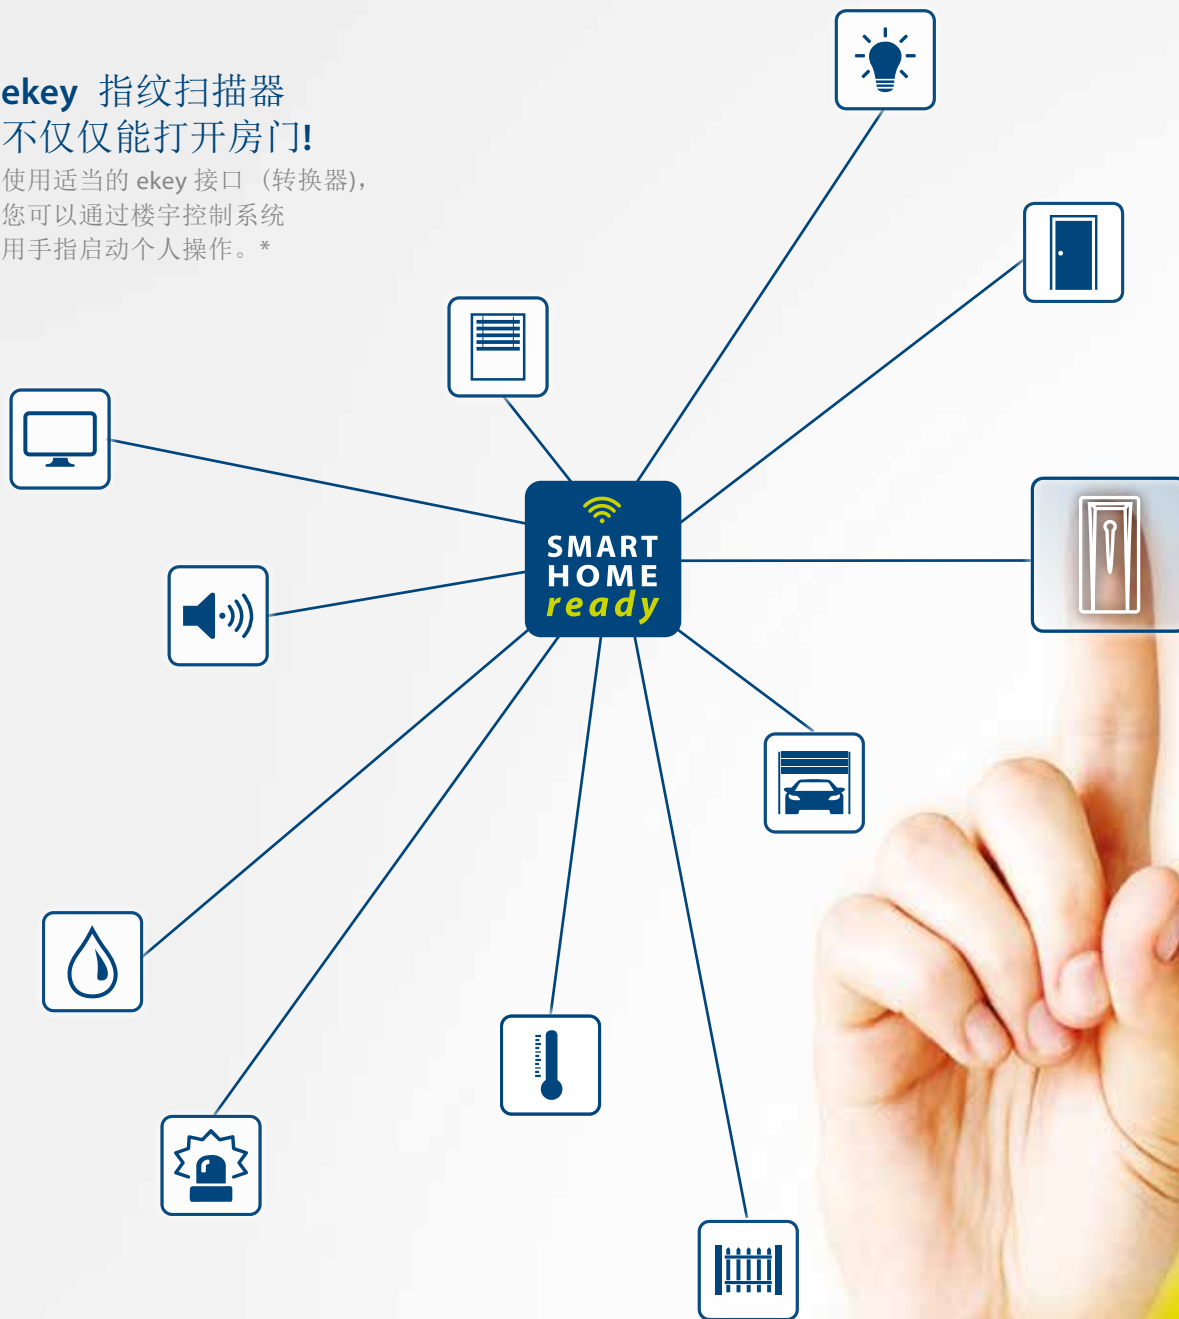 ekey 指纹扫描器
不仅仅能打开房门!
使用适当的 ekey 接口 (转换器),
您可以通过楼宇控制系统
用手指启动个人操作。*
SMART
HOME
ready